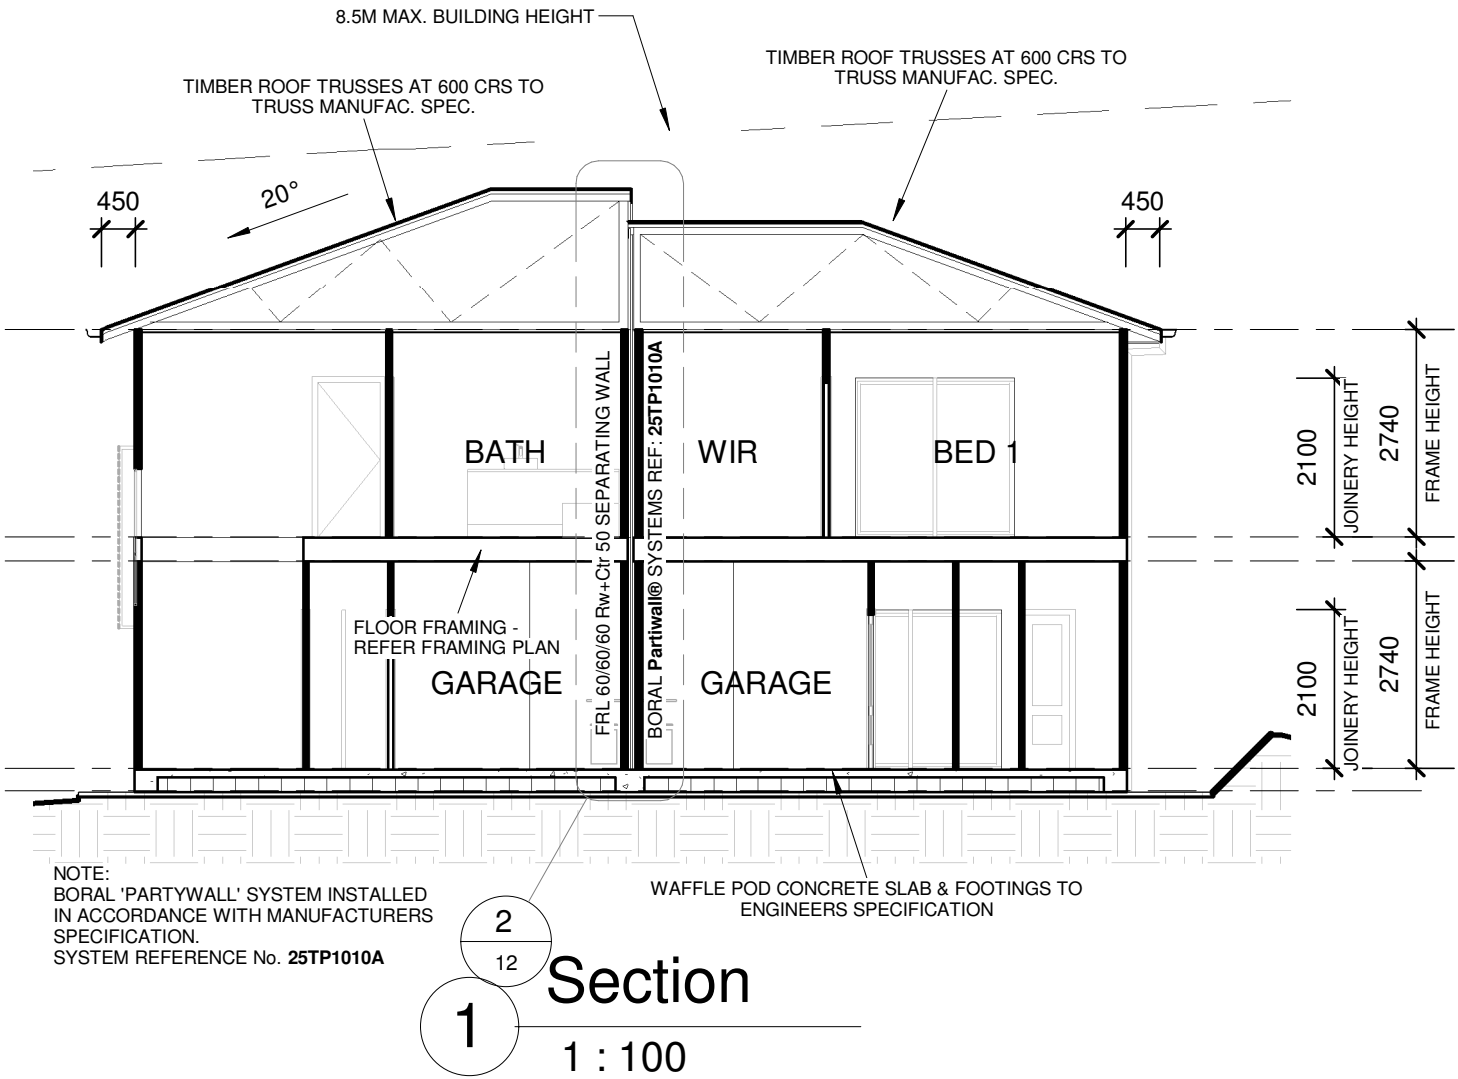 8.5M MAX. BUILDING HEIGHT
TIMBER ROOF TRUSSES AT 600 CRS TO
TRUSS MANUFAC. SPEC.
TIMBER ROOF TRUSSES AT 600 CRS TO
TRUSS MANUFAC. SPEC.
450
20°
450
BATH
WIR
BED 1
FRL 60/60/60 Rw+Ctr 50 SEPARATING WALL
BORAL Partiwall® SYSTEMS REF: 25TP1010A
2100
JOINERY HEIGHT
2740
FRAME HEIGHT
FLOOR FRAMING -
REFER FRAMING PLAN
GARAGE
GARAGE
2100
JOINERY HEIGHT
2740
FRAME HEIGHT
NOTE:
BORAL 'PARTYWALL' SYSTEM INSTALLED
IN ACCORDANCE WITH MANUFACTURERS
SPECIFICATION.
SYSTEM REFERENCE No. 25TP1010A
WAFFLE POD CONCRETE SLAB & FOOTINGS TO
ENGINEERS SPECIFICATION
2
12
Section
1
1 : 100